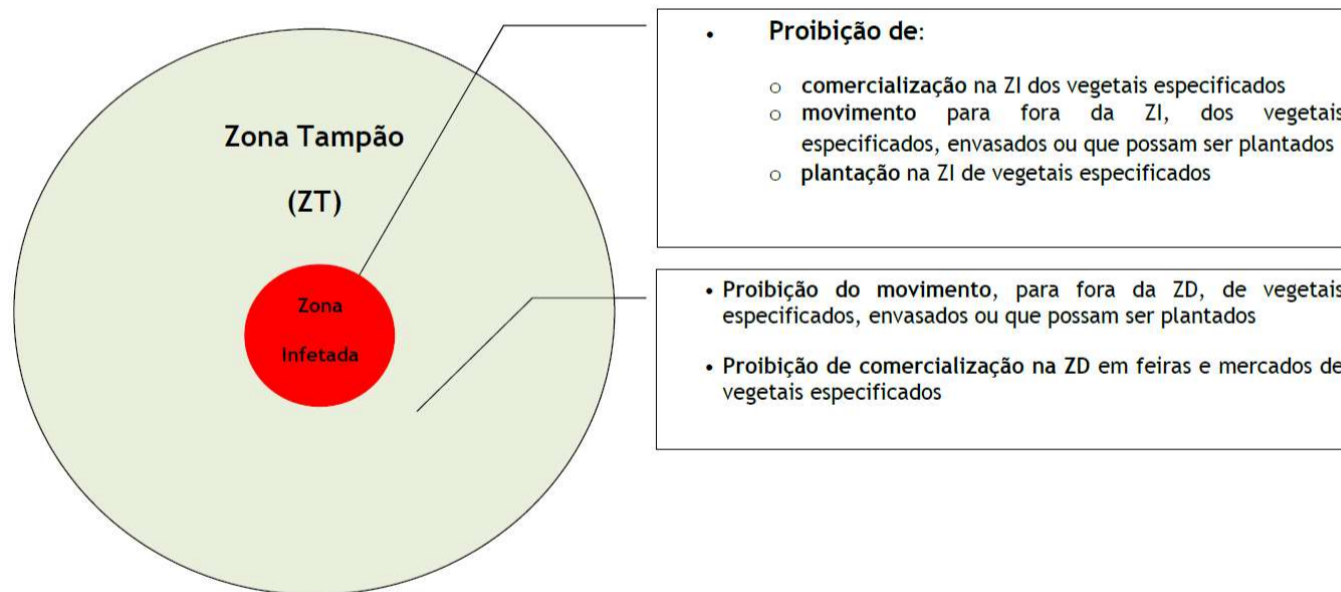 Zona Tampão
(ZT)
Zona
Infetada
• Proibição de:
o comercialização na ZI dos vegetais especificados
o movimento para fora da ZI, dos vegetais
especificados, envasados ou que possam ser plantados
o plantação na ZI de vegetais especificados
• Proibição do movimento, para fora da ZD, de vegetais
especificados, envasados ou que possam ser plantados
• Proibição de comercialização na ZD em feiras e mercados de
vegetais especificados